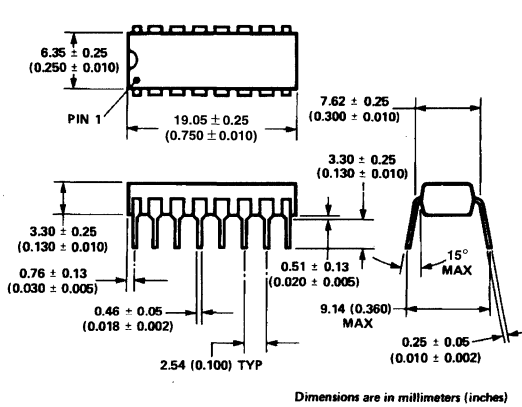 6.35 ± 0.25
(0.250 ± 0.010)
PIN 1
19.05 ± 0.25
(0.750 ± 0.010)
7.62 ± 0.25
(0.300 ± 0.010)
3.30 ± 0.25
(0.130 ± 0.010)
3.30 ± 0.25
(0.130 ± 0.010)
0.76 ± 0.13
(0.030 ± 0.005)
0.51 ± 0.13
(0.020 ± 0.005)
15°
MAX
0.46 ± 0.05
(0.018 ± 0.002)
9.14 (0.360)
MAX
0.25 ± 0.05
(0.010 ± 0.002)
2.54 (0.100) TYP
Dimensions are in millimeters (inches)